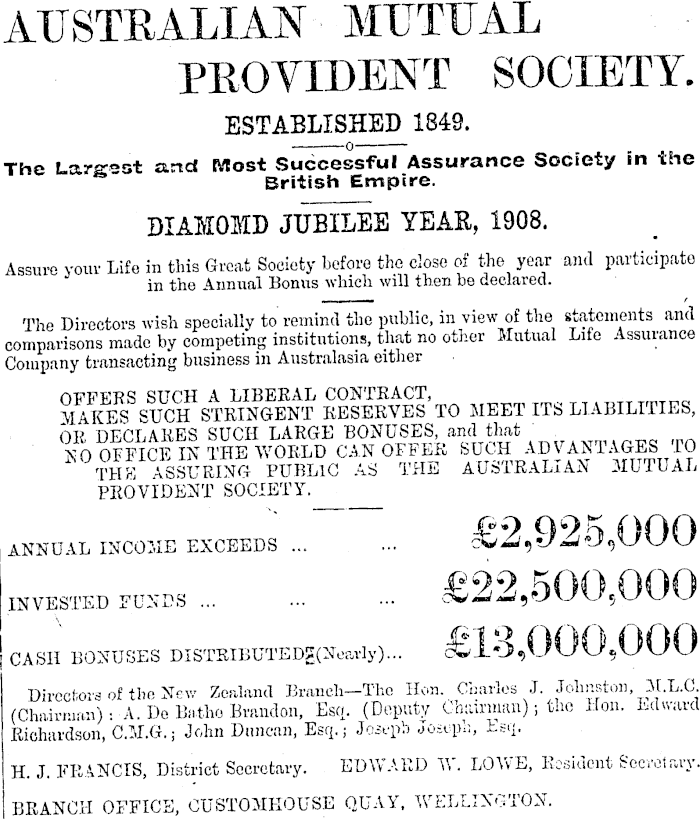 AUSTRALIAN MUTUAL
PROVIDENT SOCIETY.
ESTABLISHED 1849.
The Largest and Most Successful Assurance Society in the
British Empire.
DIAMOMD JUBILEE YEAR, 1908.
Assure your Life in this Great Society before the close of the year and participate
in the Annual Bonus which will then be declared.
The Directors wish specially to remind the public, in view of the statements and
comparisons made by competing institutions, that no other Mutual Life Assurance
Company transacting business in Australasia either
OFFERS SUCH A LIBERAL CONTRACT,
MAKES SUCH STRINGENT RESERVES TO MEET ITS LIABILITIES,
OR DECLARES SUCH LARGE BONUSES, and that
NO OFFICE IN THE WORLD CAN OFFER SUCH ADVANTAGES TO
THE ASSURING PUBLIC AS THE AUSTRALIAN MUTUAL
PROVIDENT SOCIETY.
ANNUAL INCOME EXCEEDS ... ... £2,925,000
INVESTED FUNDS ... ... ... £22,500,000
CASH BONUSES DISTRIBUTED (Nearly)... £13,000,000
Directors of the New Zealand Branch—The Hon. Charles J. Johnston, M.L.C.
(Chairman) : A. De Bathe Brandon, Esq. (Deputy Chairman) ; the Hon. Edward
Richardson, C.M.G. ; John Duncan, Esq. ; Joseph Joseph, Esq.
H. J. FRANCIS, District Secretary. EDWARD W. LOWE, Resident Secretary.
BRANCH OFFICE, CUSTOMHOUSE QUAY, WELLINGTON.